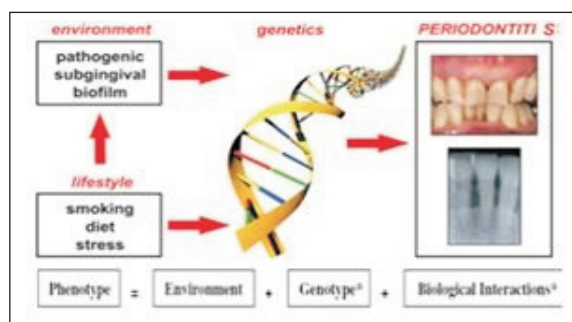 environment
genetics
PERIODONTITI S
pathogenic
subgingival
biofilm
lifestyle
smoking
diet
stress
Phenotype = Environment + Genotype + Biological Interactions